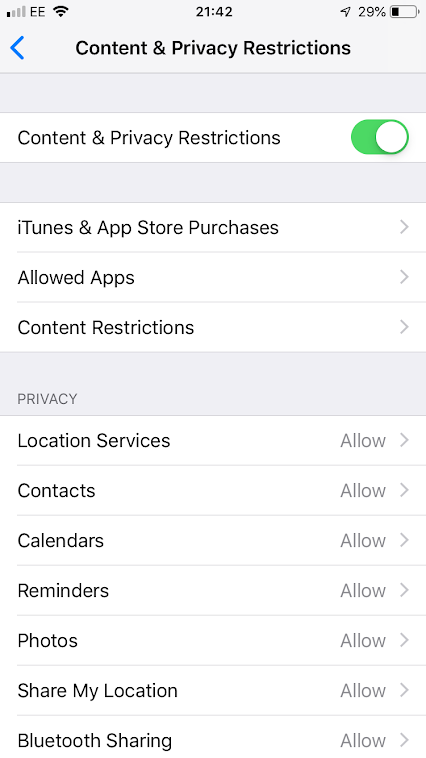 EE 21:42 29%
Content & Privacy Restrictions
Content & Privacy Restrictions
iTunes & App Store Purchases
Allowed Apps
Content Restrictions
PRIVACY
Location Services Allow
Contacts Allow
Calendars Allow
Reminders Allow
Photos Allow
Share My Location Allow
Bluetooth Sharing Allow